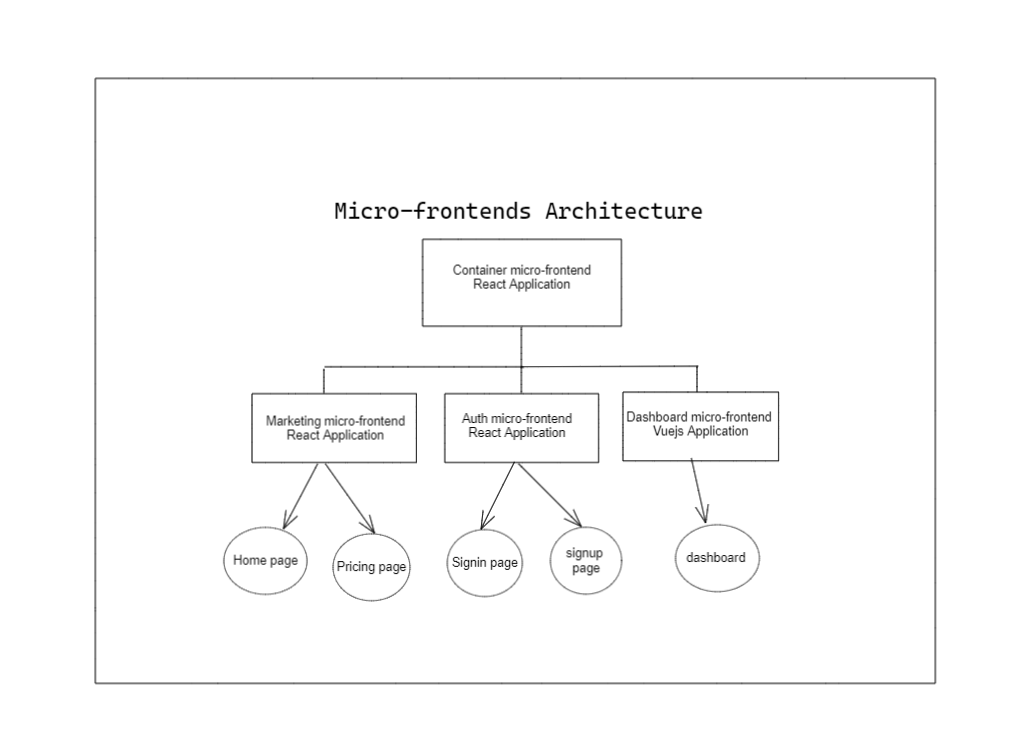 Micro-frontends Architecture
Container micro-frontend
React Application
Marketing micro-frontend
React Application
Auth micro-frontend
React Application
Dashboard micro-frontend
Vuejs Application
Home page
Pricing page
Signin page
signup
page
dashboard